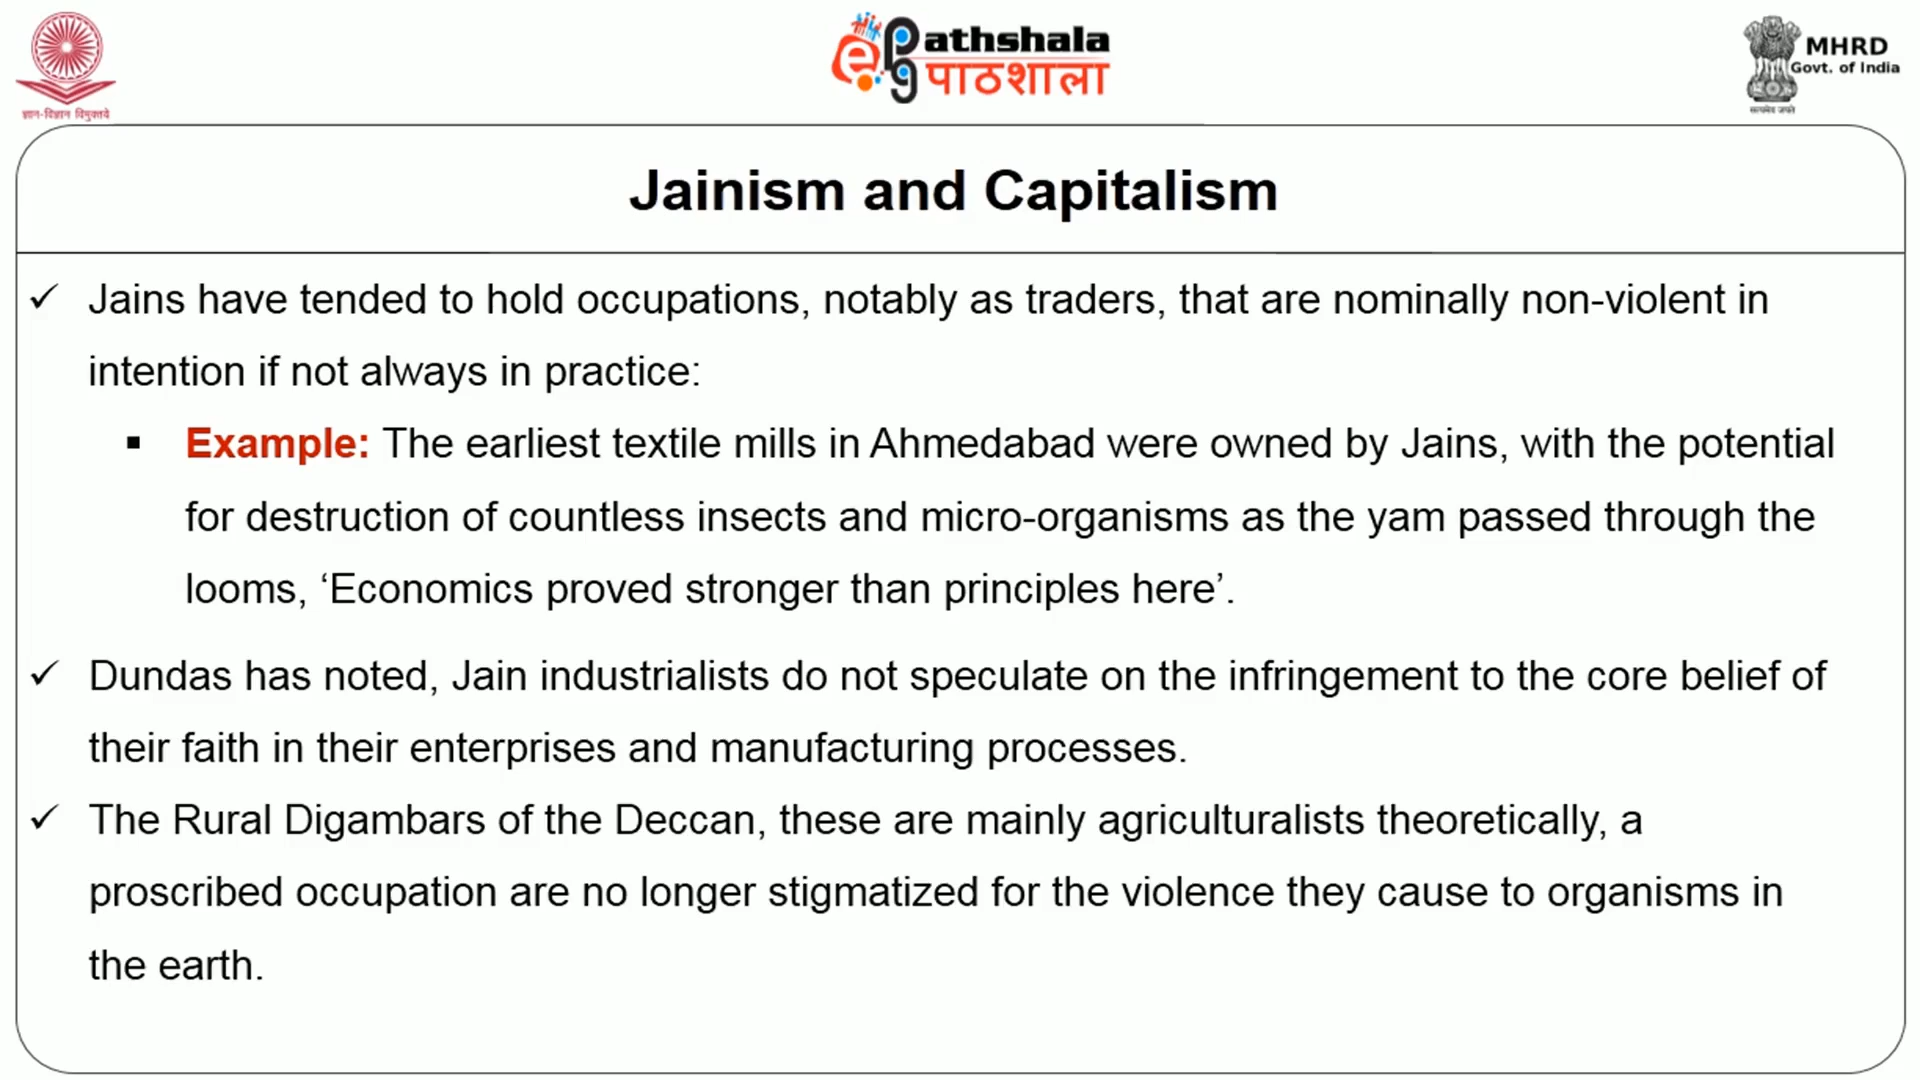 ज्ञान-विज्ञान विमुक्तये
ePg Pathshala
पाठशाला
MHRD
Govt. of India
सत्यमेव जयते
Jainism and Capitalism
✓ Jains have tended to hold occupations, notably as traders, that are nominally non-violent in
intention if not always in practice:
▪ Example: The earliest textile mills in Ahmedabad were owned by Jains, with the potential
for destruction of countless insects and micro-organisms as the yam passed through the
looms, ‘Economics proved stronger than principles here’.
✓ Dundas has noted, Jain industrialists do not speculate on the infringement to the core belief of
their faith in their enterprises and manufacturing processes.
✓ The Rural Digambars of the Deccan, these are mainly agriculturalists theoretically, a
proscribed occupation are no longer stigmatized for the violence they cause to organisms in
the earth.